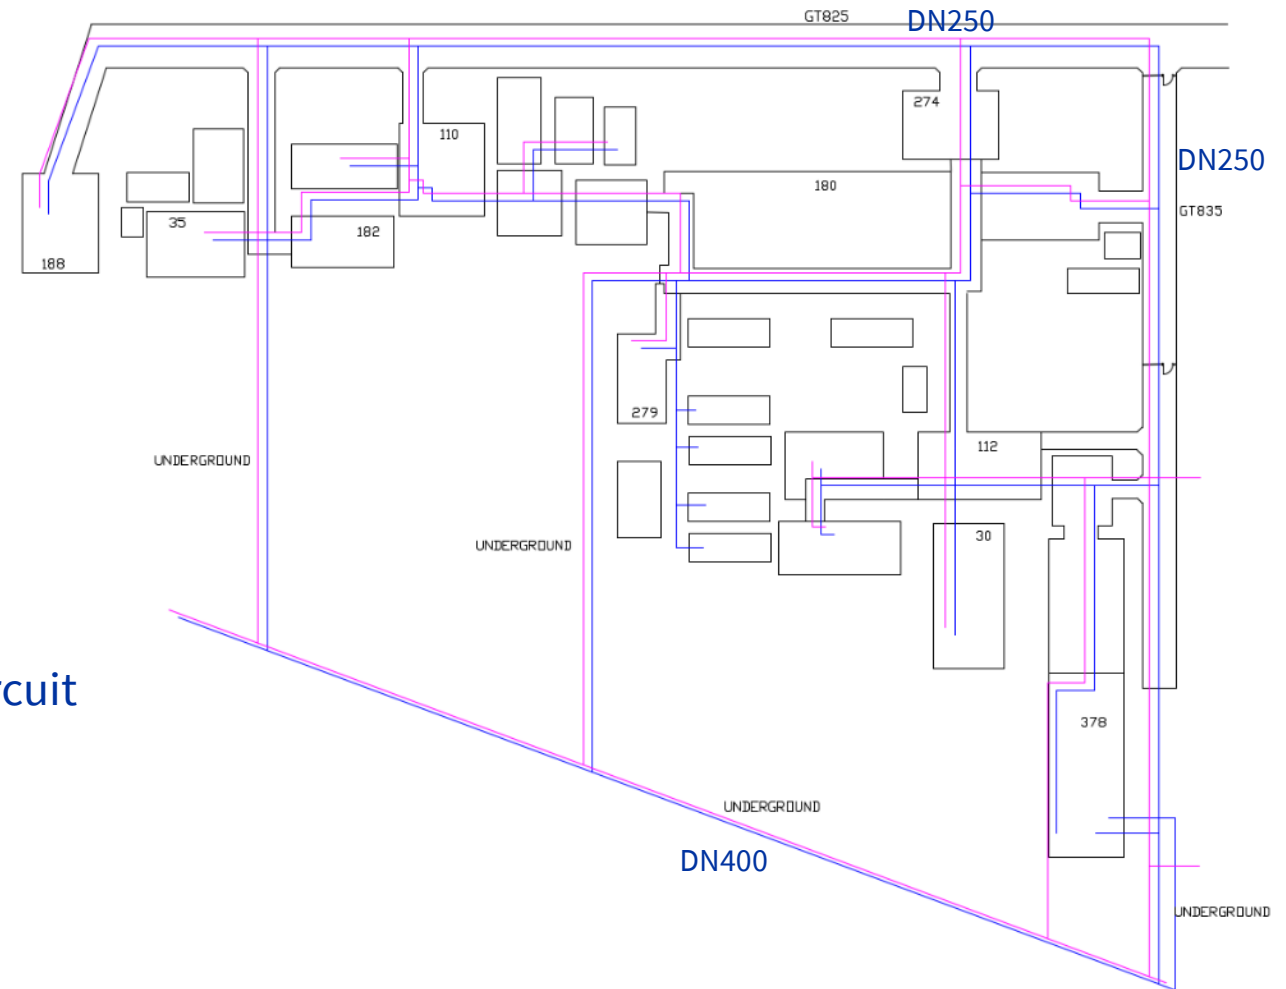 GT825
DN250
274
110
DN250
180
GT835
35
182
188
279
112
UNDERGROUND
30
UNDERGROUND
rcuit
378
UNDERGROUND
DN400
UNDERGROUND